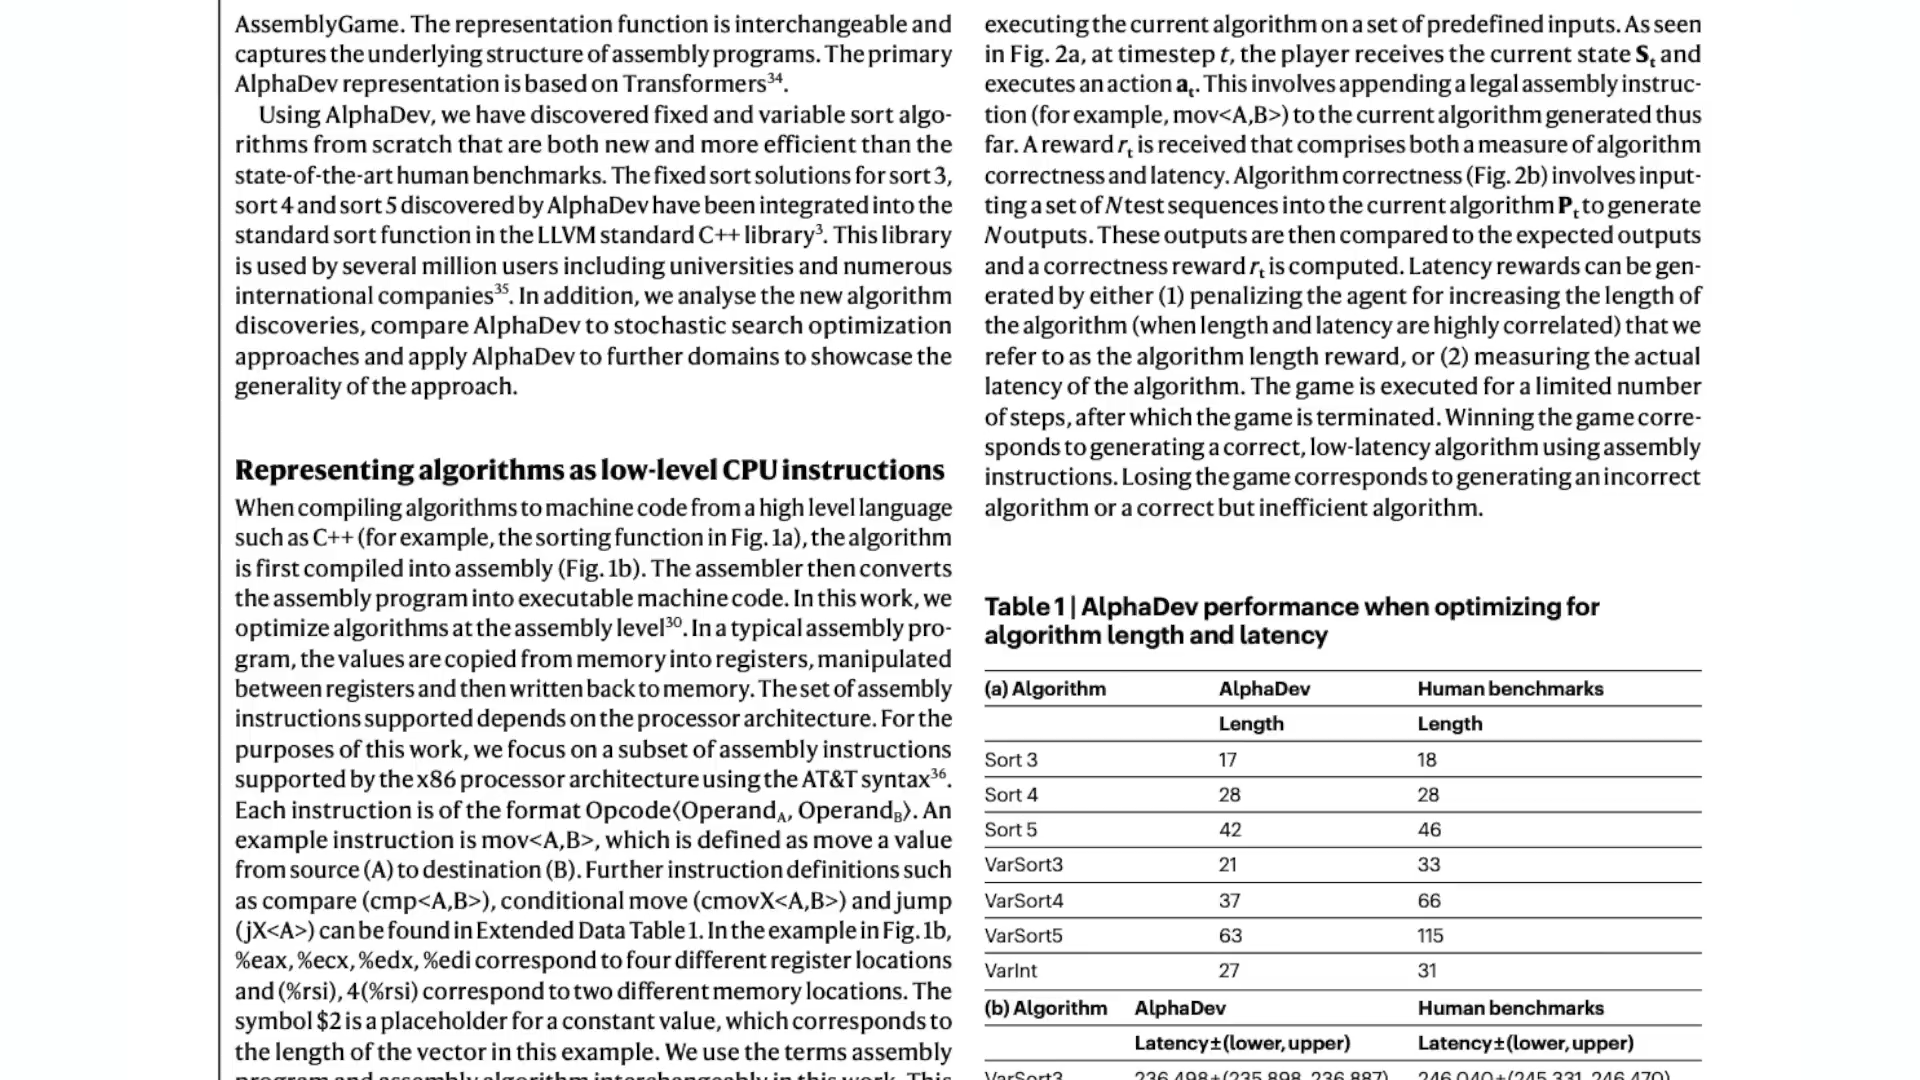 AssemblyGame. The representation function is interchangeable and
captures the underlying structure of assembly programs. The primary
AlphaDev representation is based on Transformers34.
Using AlphaDev, we have discovered fixed and variable sort algo-
rithms from scratch that are both new and more efficient than the
state-of-the-art human benchmarks. The fixed sort solutions for sort 3,
sort 4 and sort 5 discovered by AlphaDev have been integrated into the
standard sort function in the LLVM standard C++ library3. This library
is used by several million users including universities and numerous
international companies35. In addition, we analyse the new algorithm
discoveries, compare AlphaDev to stochastic search optimization
approaches and apply AlphaDev to further domains to showcase the
generality of the approach.
Representing algorithms as low-level CPU instructions
When compiling algorithms to machine code from a high level language
such as C++ (for example, the sorting function in Fig. 1a), the algorithm
is first compiled into assembly (Fig. 1b). The assembler then converts
the assembly program into executable machine code. In this work, we
optimize algorithms at the assembly level30. In a typical assembly pro-
gram, the values are copied from memory into registers, manipulated
between registers and then written back to memory. The set of assembly
instructions supported depends on the processor architecture. For the
purposes of this work, we focus on a subset of assembly instructions
supported by the x86 processor architecture using the AT&T syntax36.
Each instruction is of the format Opcode⟨OperandA, OperandB⟩. An
example instruction is mov<A,B>, which is defined as move a value
from source (A) to destination (B). Further instruction definitions such
as compare (cmp<A,B>), conditional move (cmovX<A,B>) and jump
(jX<A>) can be found in Extended Data Table 1. In the example in Fig. 1b,
%eax, %ecx, %edx, %edi correspond to four different register locations
and (%rsi), 4(%rsi) correspond to two different memory locations. The
symbol $2 is a placeholder for a constant value, which corresponds to
the length of the vector in this example. We use the terms assembly
program and assembly algorithm interchangeably in this work. This
executing the current algorithm on a set of predefined inputs. As seen
in Fig. 2a, at timestep t, the player receives the current state St and
executes an action at. This involves appending a legal assembly instruc-
tion (for example, mov<A,B>) to the current algorithm generated thus
far. A reward rt is received that comprises both a measure of algorithm
correctness and latency. Algorithm correctness (Fig. 2b) involves input-
ting a set of N test sequences into the current algorithm Pt to generate
N outputs. These outputs are then compared to the expected outputs
and a correctness reward rt is computed. Latency rewards can be gen-
erated by either (1) penalizing the agent for increasing the length of
the algorithm (when length and latency are highly correlated) that we
refer to as the algorithm length reward, or (2) measuring the actual
latency of the algorithm. The game is executed for a limited number
of steps, after which the game is terminated. Winning the game corre-
sponds to generating a correct, low-latency algorithm using assembly
instructions. Losing the game corresponds to generating an incorrect
algorithm or a correct but inefficient algorithm.
Table 1 | AlphaDev performance when optimizing for
algorithm length and latency
(a) Algorithm AlphaDev Human benchmarks
Length Length
Sort 3 17 18
Sort 4 28 28
Sort 5 42 46
VarSort3 21 33
VarSort4 37 66
VarSort5 63 115
VarInt 27 31
(b) Algorithm AlphaDev Human benchmarks
Latency±(lower, upper) Latency±(lower, upper)
VarSort3 236,498±(235,898, 236,887) 246,040±(245,331, 246,470)